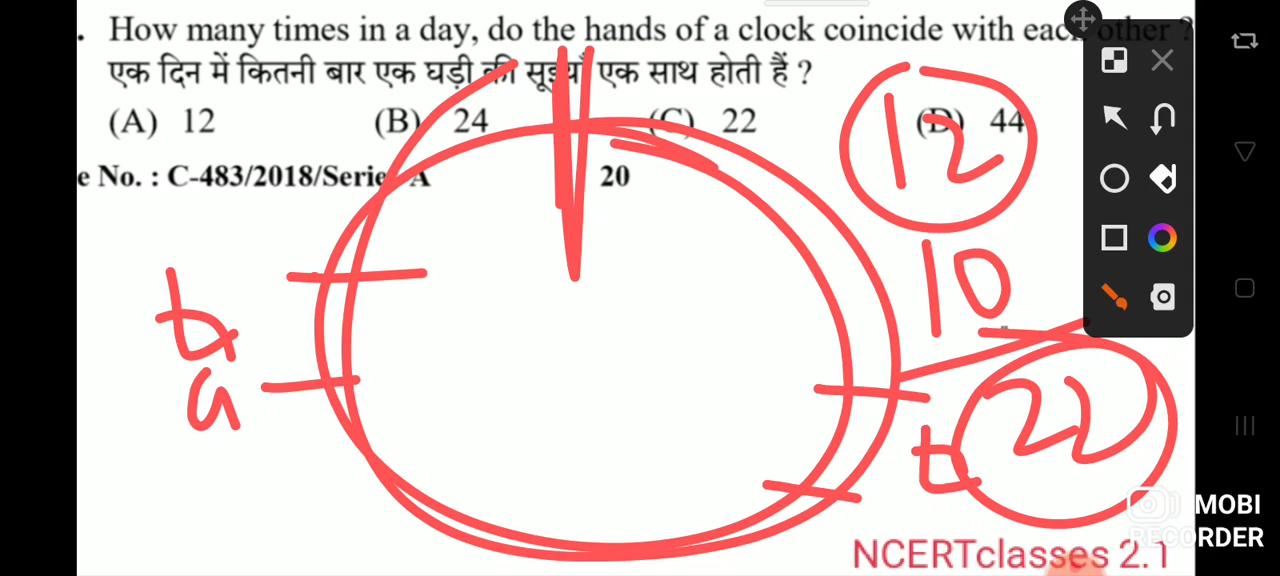 . How many times in a day, do the hands of a clock coincide with each other ?
एक दिन में कितनी बार एक घड़ी की सूइयाँ एक साथ होती हैं ?
(A) 12 (B) 24 (C) 22 (D) 44
12
e No. : C-483/2018/Serie A 20
10
22
MOBI
RECORDER
NCERTclasses 2.1